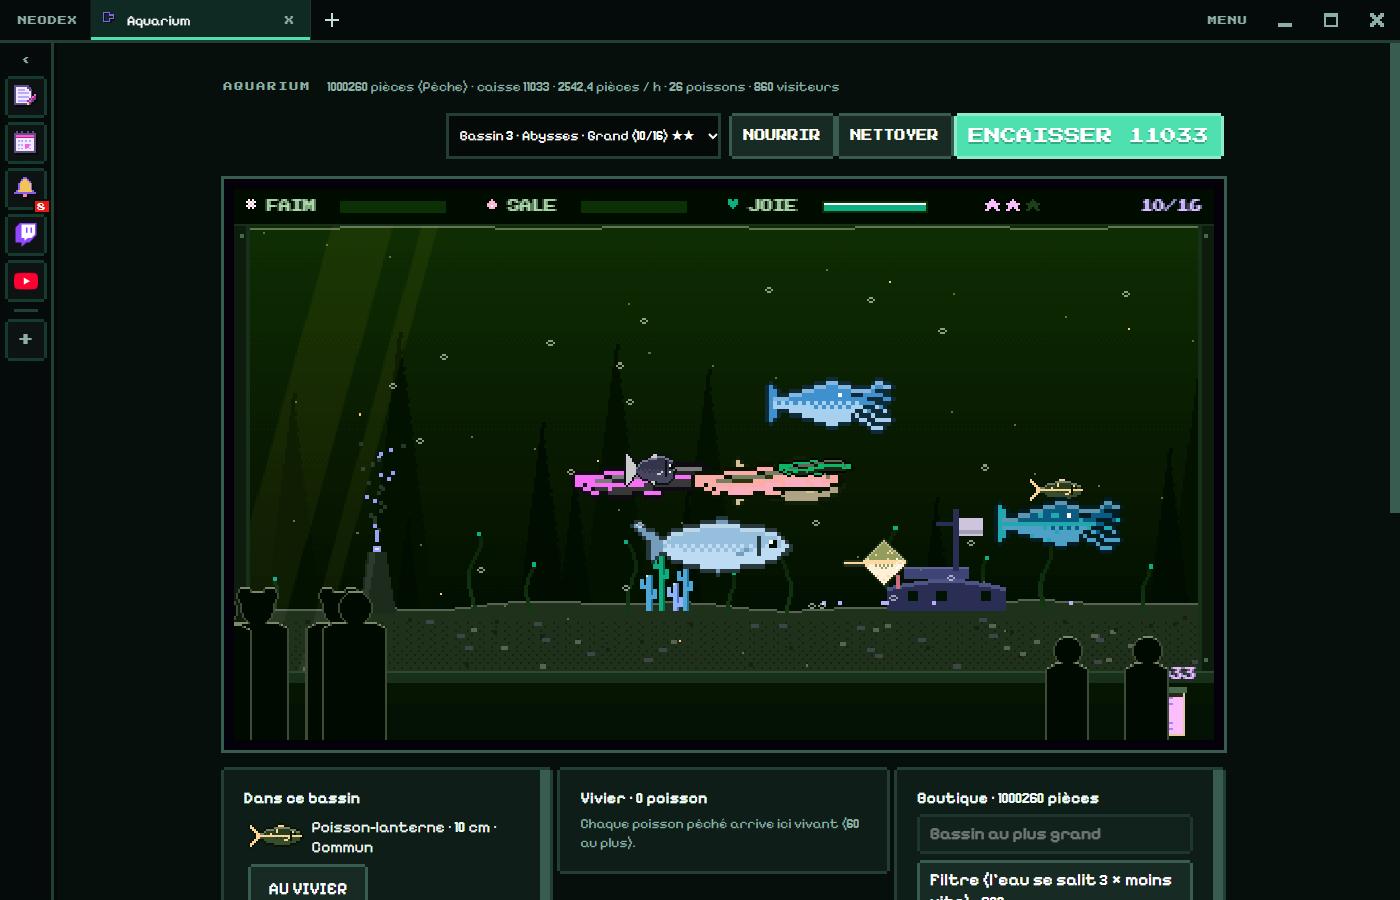 NEODEX
Aquarium
MENU
AQUARIUM 1000260 pièces (Pêche) · caisse 11033 · 2542,4 pièces / h · 26 poissons · 860 visiteurs
Bassin 3 · Abysses · Grand (10/16) ★★
NOURRIR
NETTOYER
ENCAISSER 11033
FAIM
SALE
JOIE
10/16
33
Dans ce bassin
Poisson-lanterne · 10 cm ·
Commun
AU VIVIER
Vivier · 0 poisson
Chaque poisson pêché arrive ici vivant (60
au plus).
Boutique · 1000260 pièces
Bassin au plus grand
Filtre (l'eau se salit 3 × moins